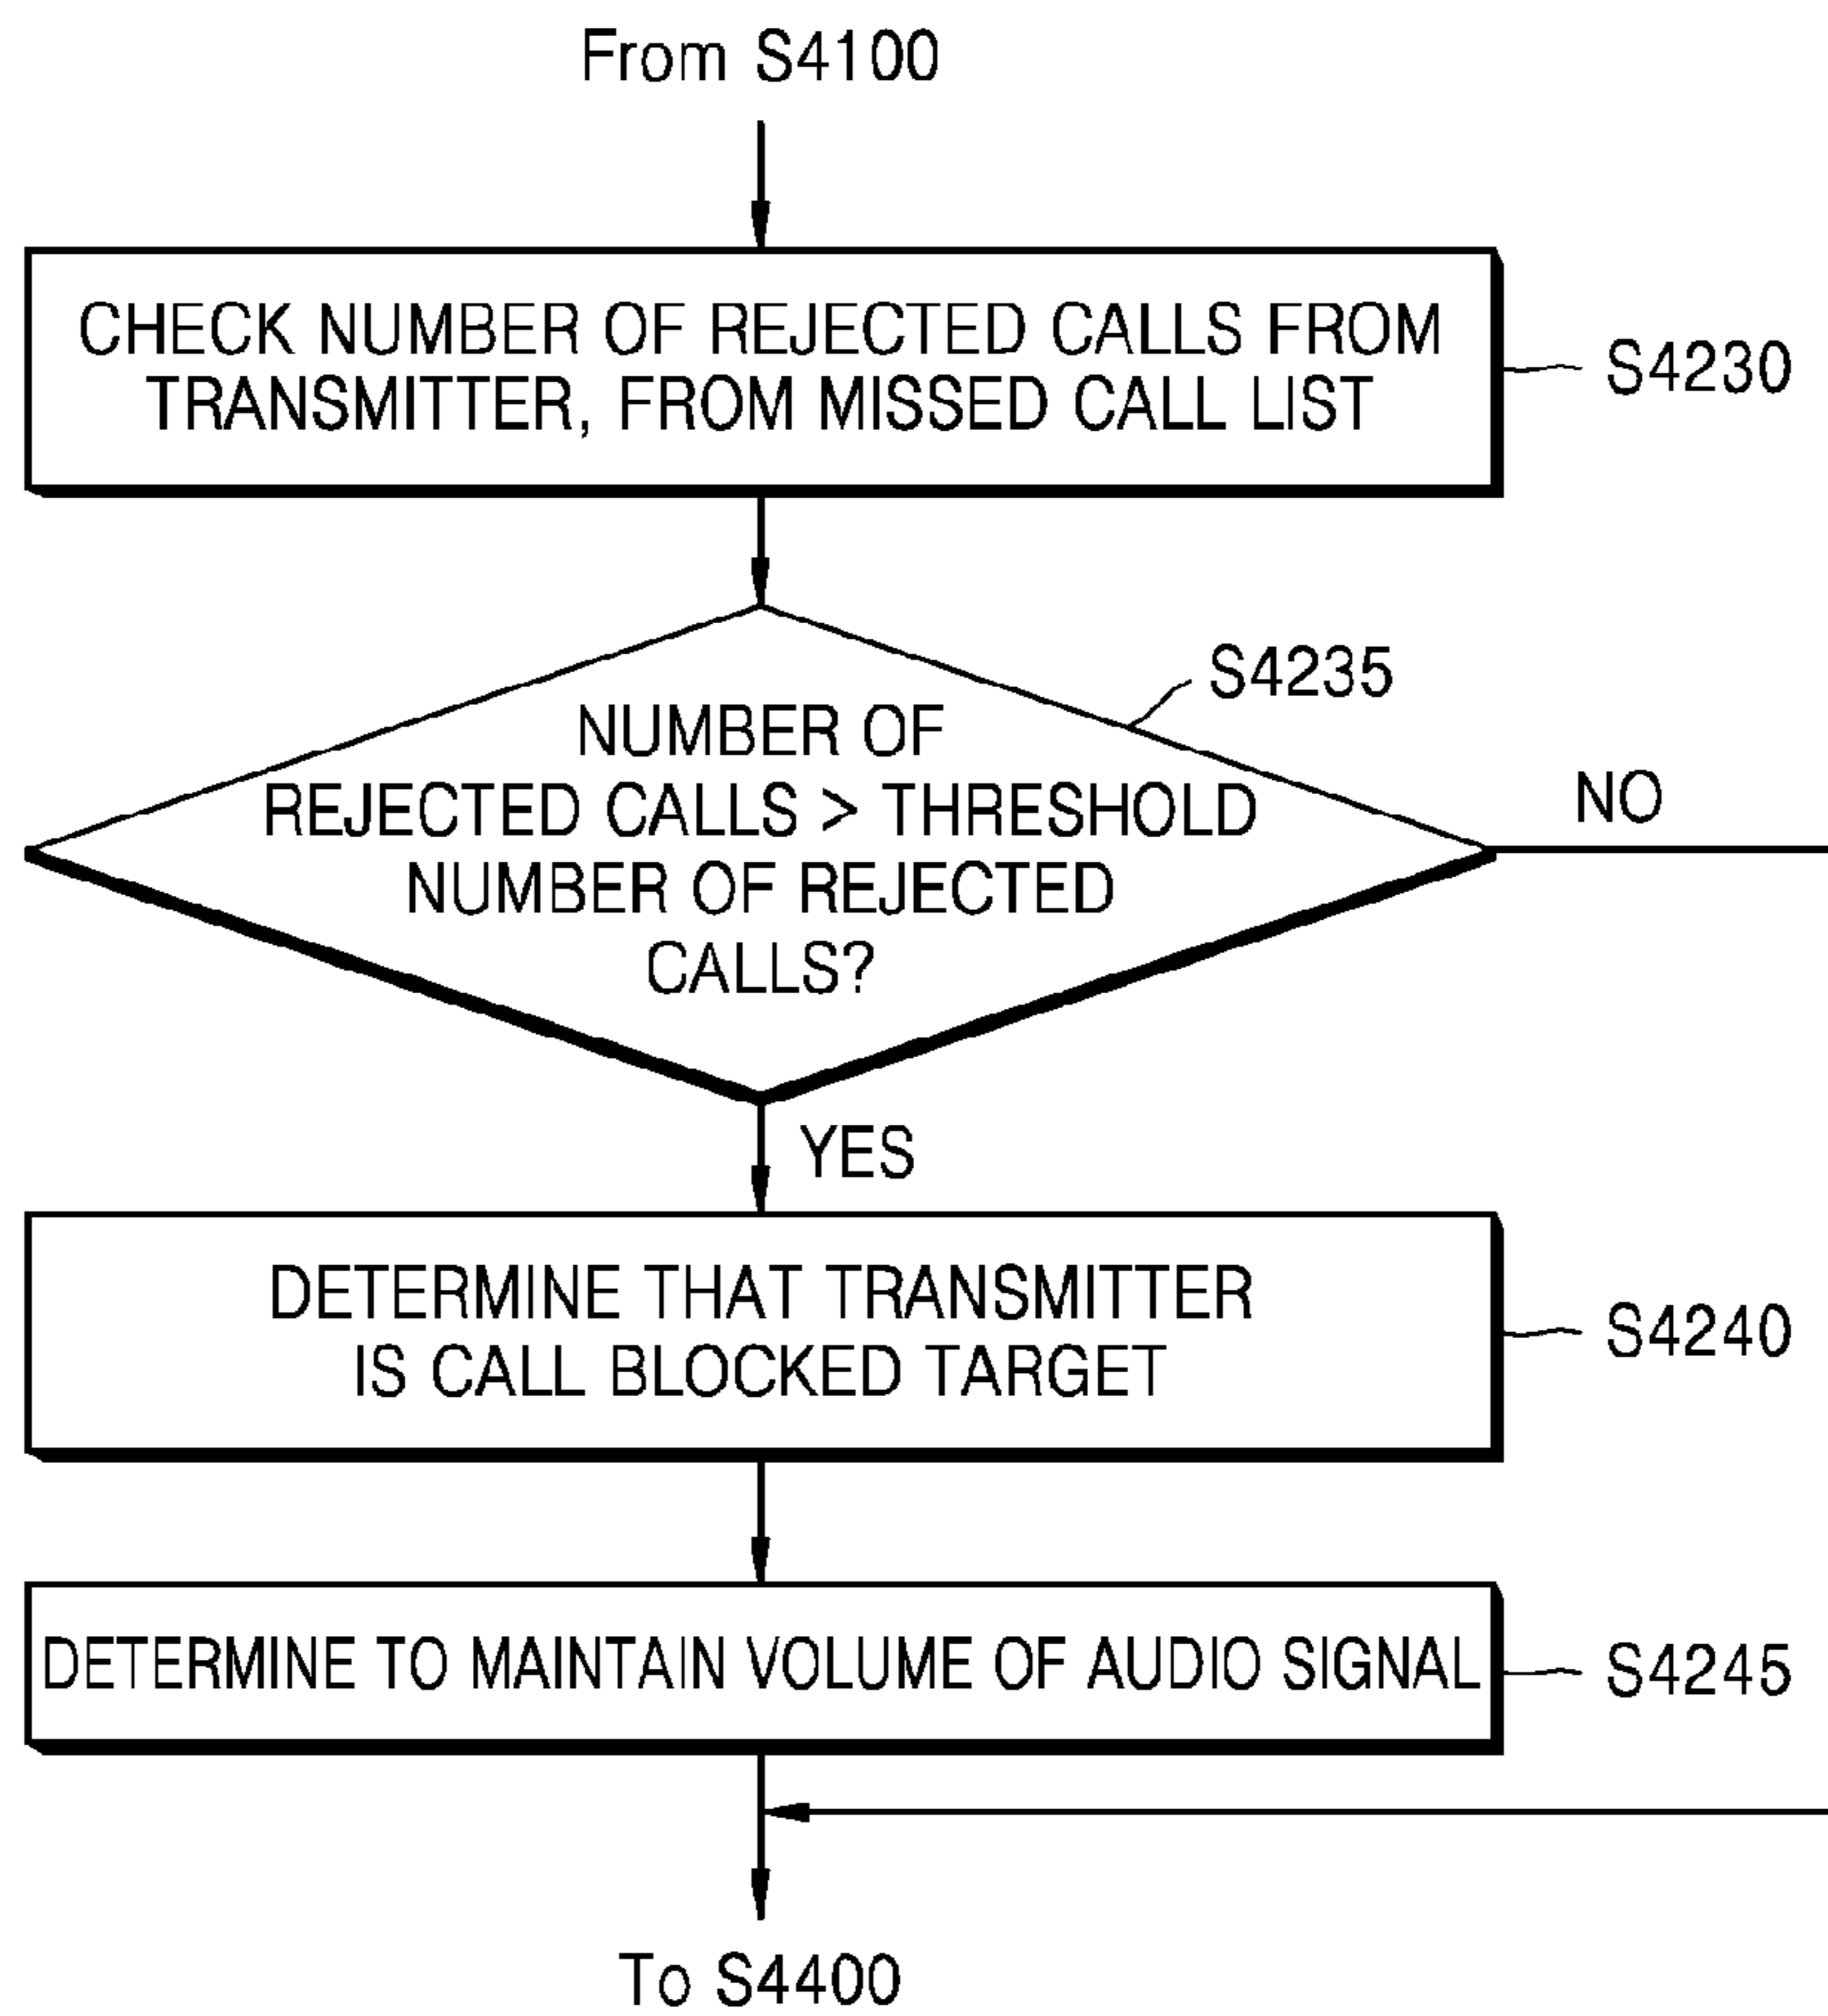 From S4100
CHECK NUMBER OF REJECTED CALLS FROM
TRANSMITTER, FROM MISSED CALL LIST
S4230
S4235
NUMBER OF
REJECTED CALLS > THRESHOLD
NUMBER OF REJECTED
CALLS?
NO
YES
DETERMINE THAT TRANSMITTER
IS CALL BLOCKED TARGET
S4240
DETERMINE TO MAINTAIN VOLUME OF AUDIO SIGNAL
S4245
To S4400